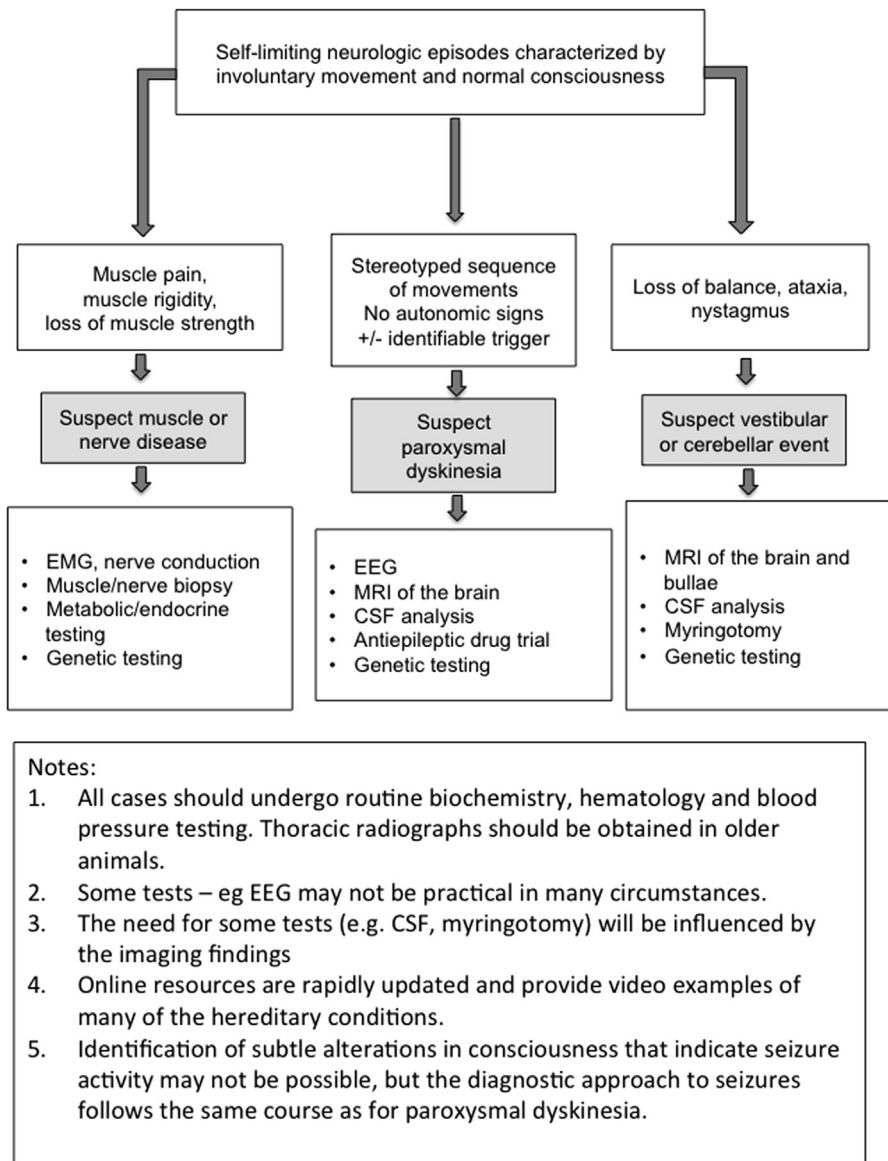 Self-limiting neurologic episodes characterized by
involuntary movement and normal consciousness
Muscle pain,
muscle rigidity,
loss of muscle strength
Suspect muscle or
nerve disease
• EMG, nerve conduction
• Muscle/nerve biopsy
• Metabolic/endocrine
testing
• Genetic testing
Stereotyped sequence
of movements
No autonomic signs
+/- identifiable trigger
Suspect
paroxysmal
dyskinesia
• EEG
• MRI of the brain
• CSF analysis
• Antiepileptic drug trial
• Genetic testing
Loss of balance, ataxia,
nystagmus
Suspect vestibular
or cerebellar event
• MRI of the brain and
bullae
• CSF analysis
• Myringotomy
• Genetic testing
Notes:
1. All cases should undergo routine biochemistry, hematology and blood
pressure testing. Thoracic radiographs should be obtained in older
animals.
2. Some tests – eg EEG may not be practical in many circumstances.
3. The need for some tests (e.g. CSF, myringotomy) will be influenced by
the imaging findings
4. Online resources are rapidly updated and provide video examples of
many of the hereditary conditions.
5. Identification of subtle alterations in consciousness that indicate seizure
activity may not be possible, but the diagnostic approach to seizures
follows the same course as for paroxysmal dyskinesia.